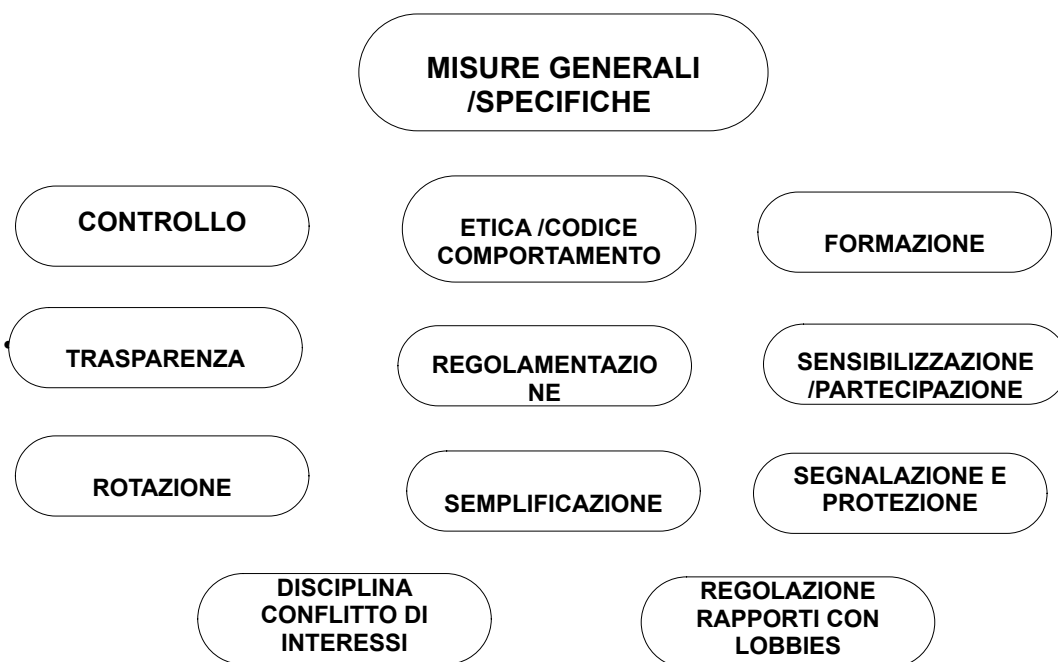 MISURE GENERALI
/SPECIFICHE
CONTROLLO
ETICA /CODICE
COMPORTAMENTO
FORMAZIONE
TRASPARENZA
REGOLAMENTAZIO
NE
SENSIBILIZZAZIONE
/PARTECIPAZIONE
ROTAZIONE
SEMPLIFICAZIONE
SEGNALAZIONE E
PROTEZIONE
DISCIPLINA
CONFLITTO DI
INTERESSI
REGOLAZIONE
RAPPORTI CON
LOBBIES